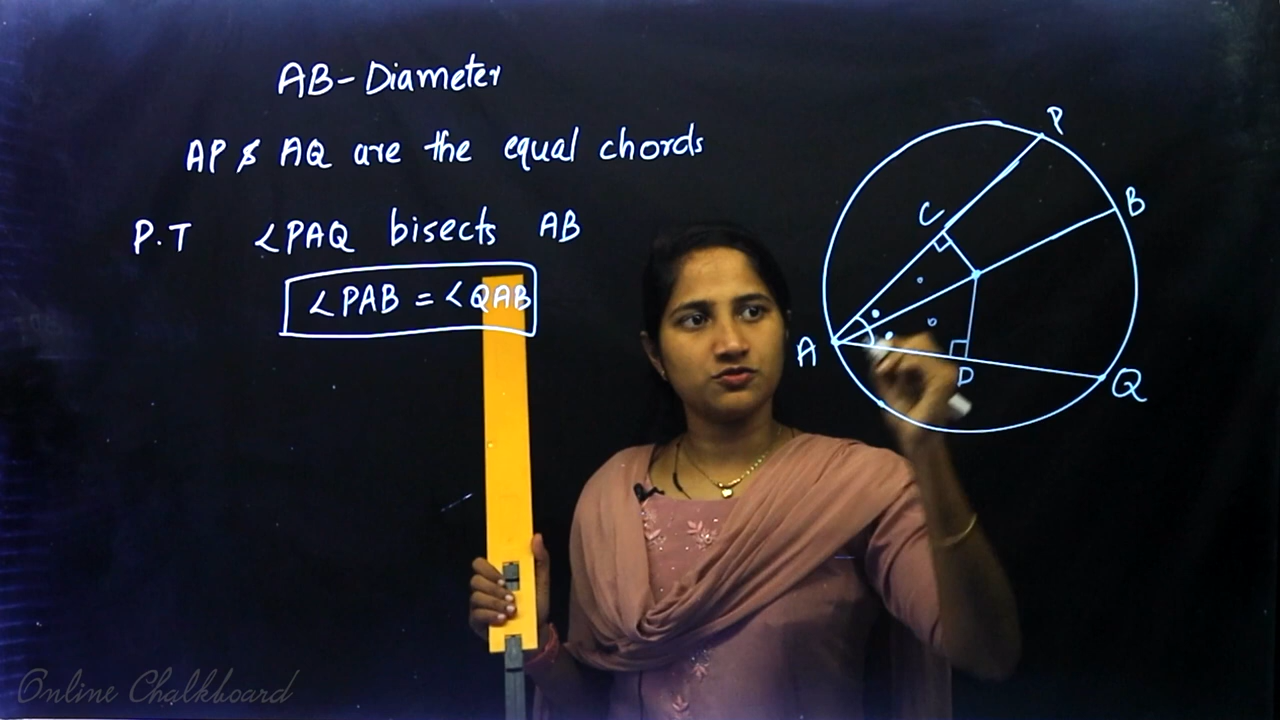 AB-Diameter
AP & AQ are the equal chords
P.T ∠PAQ bisects AB
∠PAB = ∠QAB
P
C
B
A
D
Q
Online Chalkboard